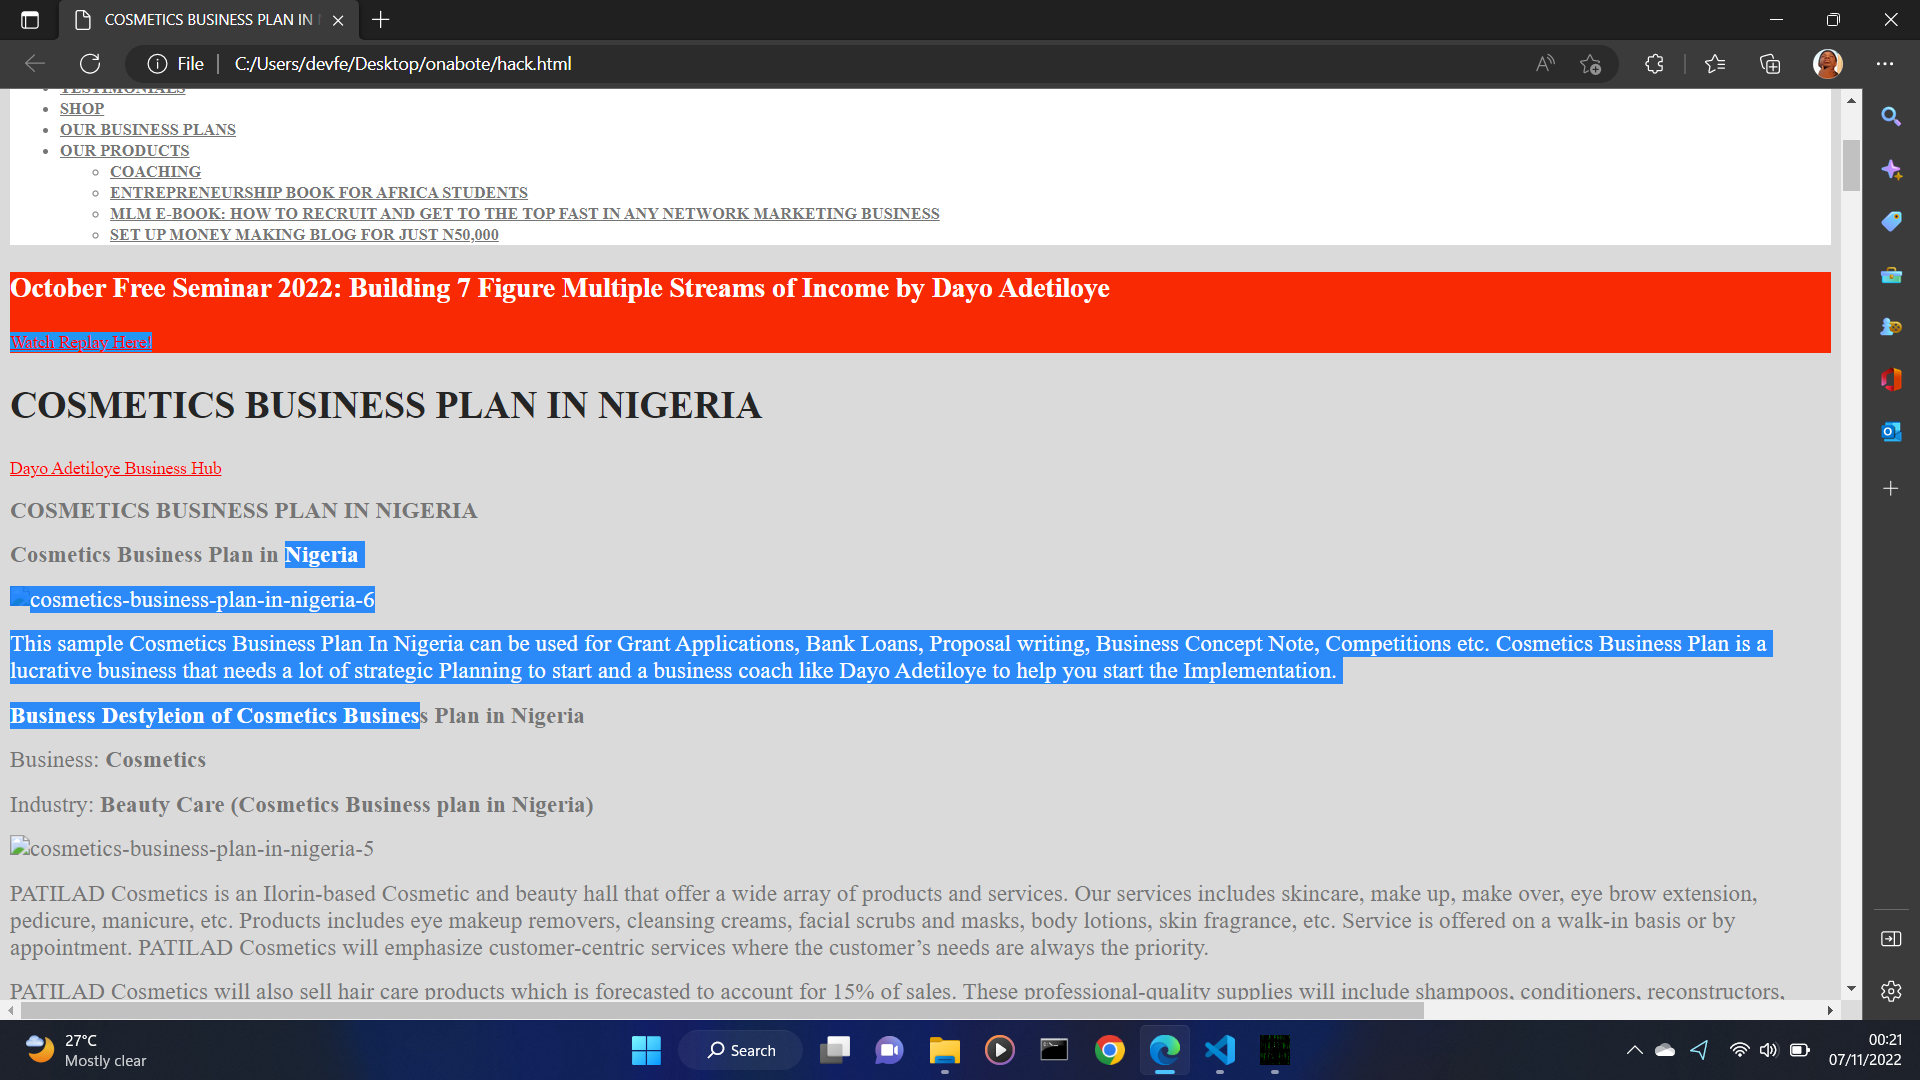 COSMETICS BUSINESS PLAN IN
File
C:/Users/devfe/Desktop/onabote/hack.html
TESTIMONIALS
SHOP
OUR BUSINESS PLANS
OUR PRODUCTS
COACHING
ENTREPRENEURSHIP BOOK FOR AFRICA STUDENTS
MLM E-BOOK: HOW TO RECRUIT AND GET TO THE TOP FAST IN ANY NETWORK MARKETING BUSINESS
SET UP MONEY MAKING BLOG FOR JUST N50,000
October Free Seminar 2022: Building 7 Figure Multiple Streams of Income by Dayo Adetiloye
Watch Replay Here!
COSMETICS BUSINESS PLAN IN NIGERIA
Dayo Adetiloye Business Hub
COSMETICS BUSINESS PLAN IN NIGERIA
Cosmetics Business Plan in Nigeria
cosmetics-business-plan-in-nigeria-6
This sample Cosmetics Business Plan In Nigeria can be used for Grant Applications, Bank Loans, Proposal writing, Business Concept Note, Competitions etc. Cosmetics Business Plan is a
lucrative business that needs a lot of strategic Planning to start and a business coach like Dayo Adetiloye to help you start the Implementation.
Business Destyleion of Cosmetics Business Plan in Nigeria
Business: Cosmetics
Industry: Beauty Care (Cosmetics Business plan in Nigeria)
cosmetics-business-plan-in-nigeria-5
PATILAD Cosmetics is an Ilorin-based Cosmetic and beauty hall that offer a wide array of products and services. Our services includes skincare, make up, make over, eye brow extension,
pedicure, manicure, etc. Products includes eye makeup removers, cleansing creams, facial scrubs and masks, body lotions, skin fragrance, etc. Service is offered on a walk-in basis or by
appointment. PATILAD Cosmetics will emphasize customer-centric services where the customer’s needs are always the priority.
PATILAD Cosmetics will also sell hair care products which is forecasted to account for 15% of sales. These professional-quality supplies will include shampoos, conditioners, reconstructors,
27°C
Mostly clear
Search
00:21
07/11/2022